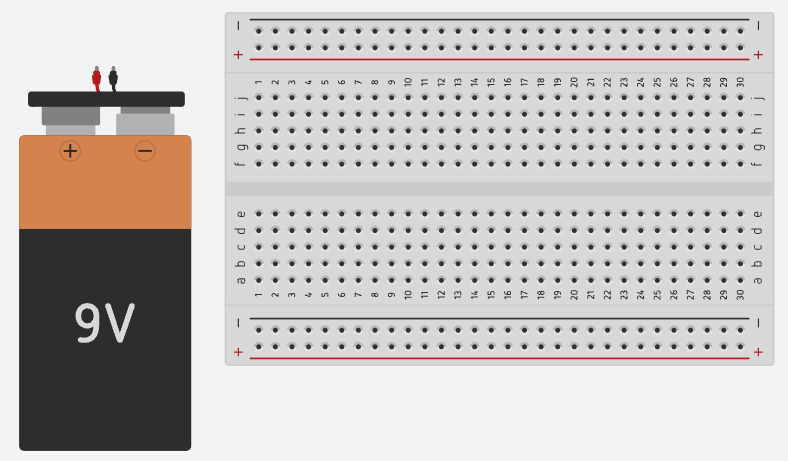 − −
+ +
1 2 3 4 5 6 7 8 9 10 11 12 13 14 15 16 17 18 19 20 21 22 23 24 25 26 27 28 29 30
j j
i i
h h
g g
f f
+ −
e e
d d
c c
b b
a a
1 2 3 4 5 6 7 8 9 10 11 12 13 14 15 16 17 18 19 20 21 22 23 24 25 26 27 28 29 30
9V
− −
+ +